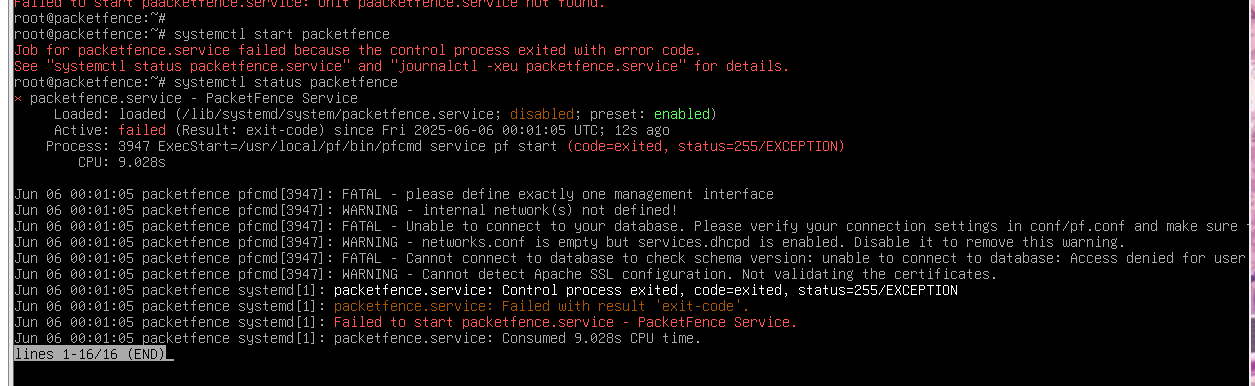 Failed to start paacketfence.service: Unit paacketfence.service not found.
root@packetfence:~#
root@packetfence:~# systemctl start packetfence
Job for packetfence.service failed because the control process exited with error code.
See "systemctl status packetfence.service" and "journalctl -xeu packetfence.service" for details.
root@packetfence:~# systemctl status packetfence
× packetfence.service - PacketFence Service
Loaded: loaded (/lib/systemd/system/packetfence.service; disabled; preset: enabled)
Active: failed (Result: exit-code) since Fri 2025-06-06 00:01:05 UTC; 12s ago
Process: 3947 ExecStart=/usr/local/pf/bin/pfcmd service pf start (code=exited, status=255/EXCEPTION)
CPU: 9.028s
Jun 06 00:01:05 packetfence pfcmd[3947]: FATAL - please define exactly one management interface
Jun 06 00:01:05 packetfence pfcmd[3947]: WARNING - internal network(s) not defined!
Jun 06 00:01:05 packetfence pfcmd[3947]: FATAL - Unable to connect to your database. Please verify your connection settings in conf/pf.conf and make sure
Jun 06 00:01:05 packetfence pfcmd[3947]: WARNING - networks.conf is empty but services.dhcpd is enabled. Disable it to remove this warning.
Jun 06 00:01:05 packetfence pfcmd[3947]: FATAL - Cannot connect to database to check schema version: unable to connect to database: Access denied for user
Jun 06 00:01:05 packetfence pfcmd[3947]: WARNING - Cannot detect Apache SSL configuration. Not validating the certificates.
Jun 06 00:01:05 packetfence systemd[1]: packetfence.service: Control process exited, code=exited, status=255/EXCEPTION
Jun 06 00:01:05 packetfence systemd[1]: packetfence.service: Failed with result 'exit-code'.
Jun 06 00:01:05 packetfence systemd[1]: Failed to start packetfence.service - PacketFence Service.
Jun 06 00:01:05 packetfence systemd[1]: packetfence.service: Consumed 9.028s CPU time.
lines 1-16/16 (END)